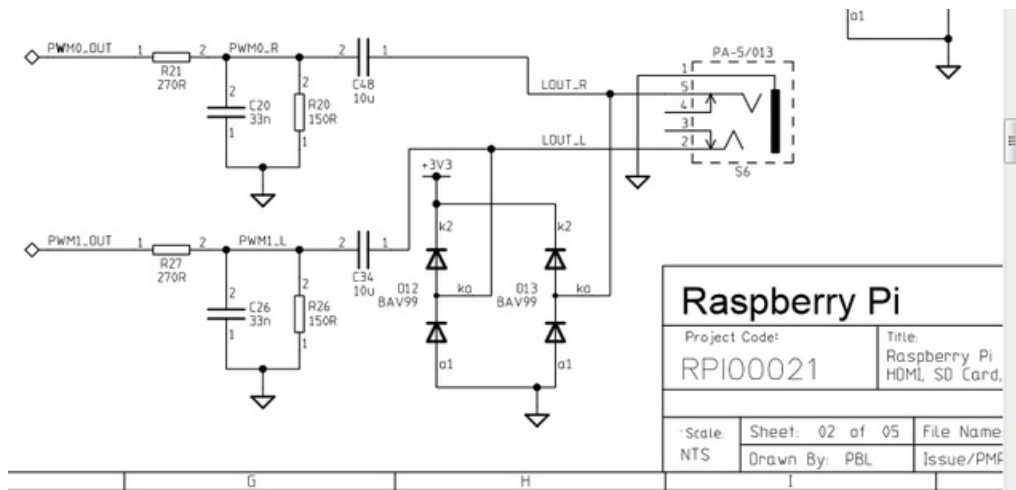 a1
PWM0_OUT 1 2 PWM0_R 2 1
R21
270R
C48
10u
2
C20
33n
1
2
R20
150R
1
LOUT_R
LOUT_L
PA-5/013
1
5
4
3
2
S6
+3V3
PWM1_OUT 1 2 PWM1_L 2 1
R27
270R
C34
10u
2
C26
33n
1
2
R26
150R
1
k2
k2
D12
BAV99
ka
D13
BAV99
ka
a1
a1
Raspberry Pi
Project Code:
RPI00021
Title:
Raspberry Pi
HDMI, SD Card,
Scale:
NTS
Sheet: 02 of 05
File Name:
Drawn By: PBL
Issue/PMP
G
H
I